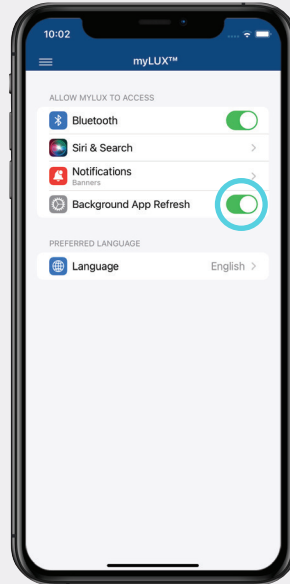 10:02
myLUX™
ALLOW MYLUX TO ACCESS
Bluetooth
Siri & Search
Notifications
Banners
Background App Refresh
PREFERRED LANGUAGE
Language English